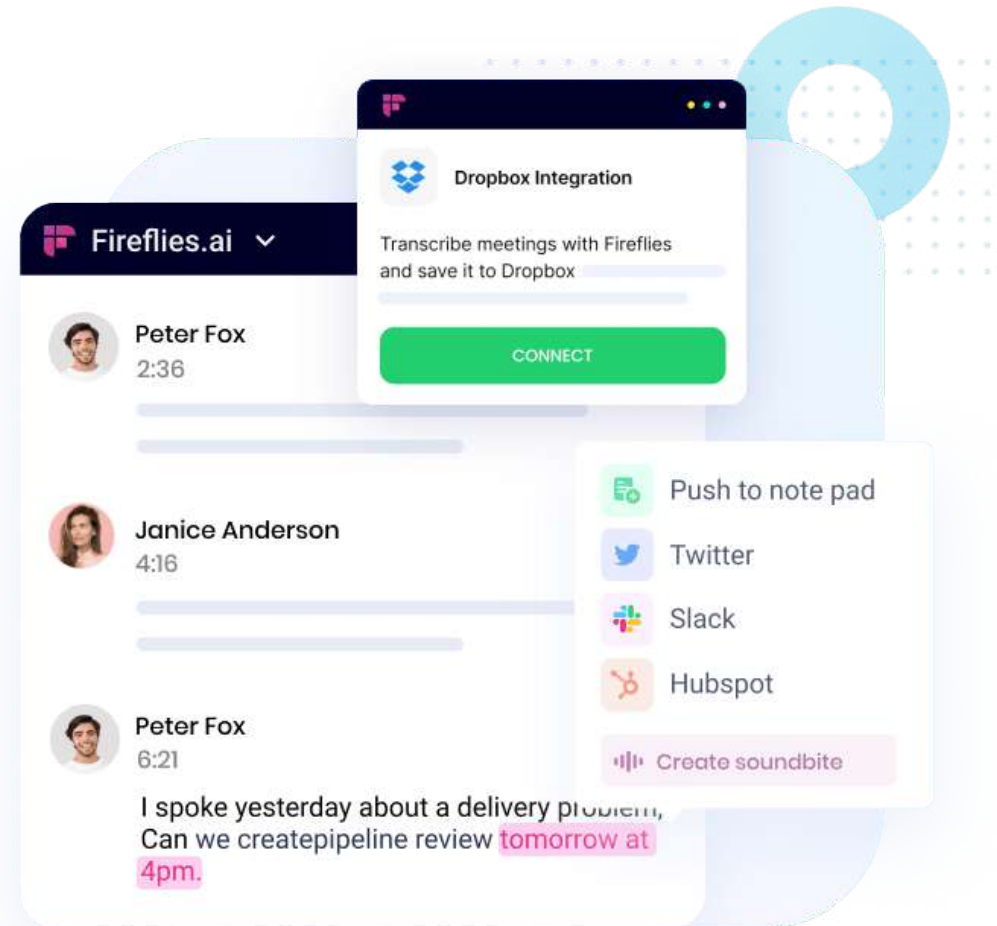 Dropbox Integration
Transcribe meetings with Fireflies
and save it to Dropbox
CONNECT
Fireflies.ai
Peter Fox
2:36
Janice Anderson
4:16
Peter Fox
6:21
I spoke yesterday about a delivery problem,
Can we createpipeline review tomorrow at
4pm.
Push to note pad
Twitter
Slack
Hubspot
Create soundbite